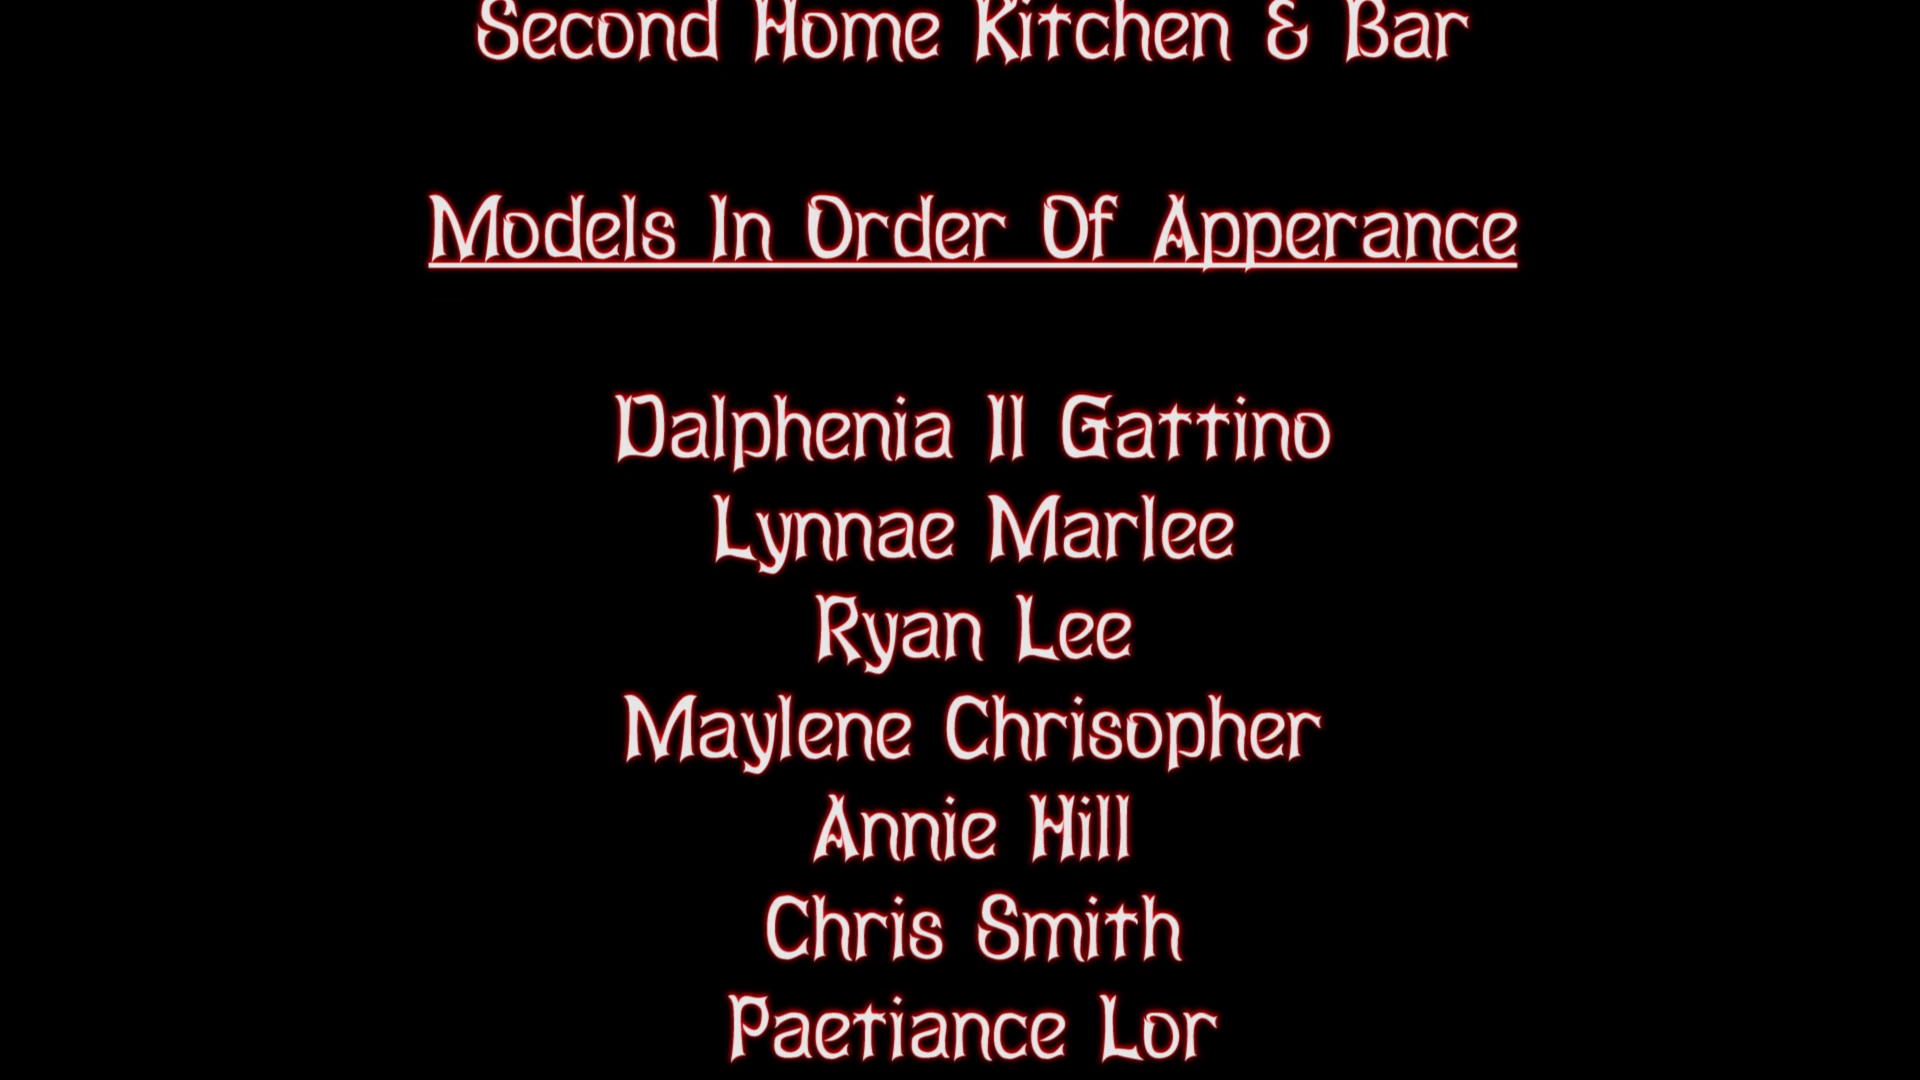 Second Home Kitchen & Bar
Models In Order Of Apperance
Dalphenia Il Gattino
Lynnae Marlee
Ryan Lee
Maylene Chrisopher
Annie Hill
Chris Smith
Paetiance Lor